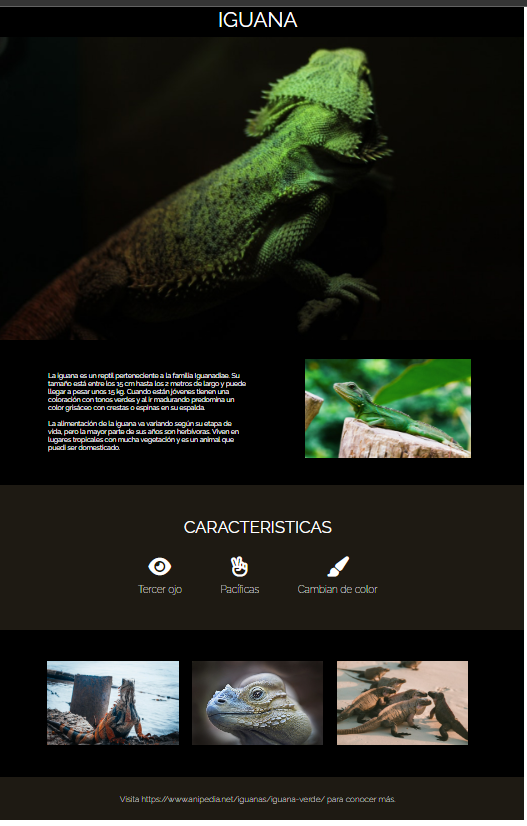 IGUANA
La iguana es un reptil perteneciente a la familia Iguanadiae. Su
tamaño está entre los 15 cm hasta los 2 metros de largo y puede
llegar a pesar unos 15 kg. Cuando están jóvenes tienen una
coloración con tonos verdes y al ir madurando predomina un
color grisáceo con crestas o espinas en su espalda.
La alimentación de la iguana va variando según su etapa de
vida, pero la mayor parte de sus años son herbívoras. Viven en
lugares tropicales con mucha vegetación y es un animal que
puedi ser domesticado.
CARACTERISTICAS
Tercer ojo
Pacíficas
Cambian de color
Visita https://www.anipedia.net/iguanas/iguana-verde/ para conocer más.